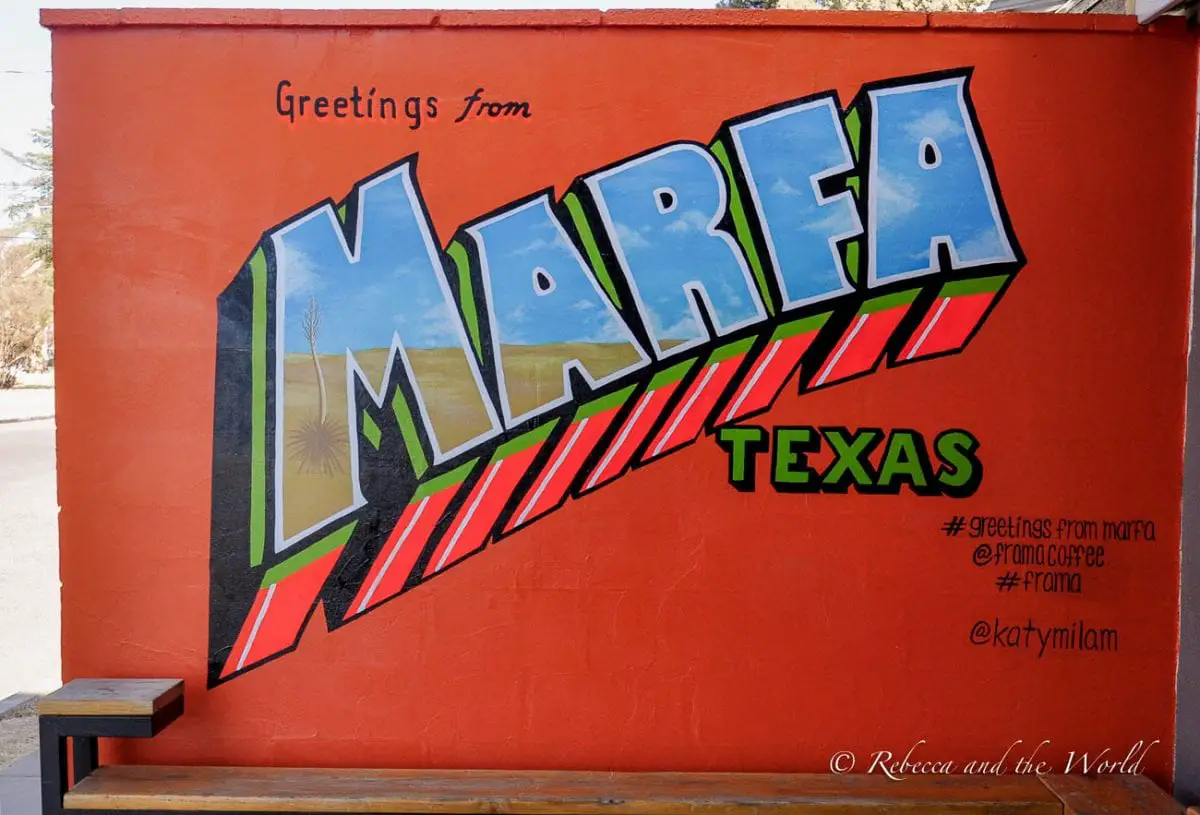 Greetings from
MARFA
TEXAS
#greetings from marfa
@frama coffee
#frama
@katymilam
© Rebecca and the World